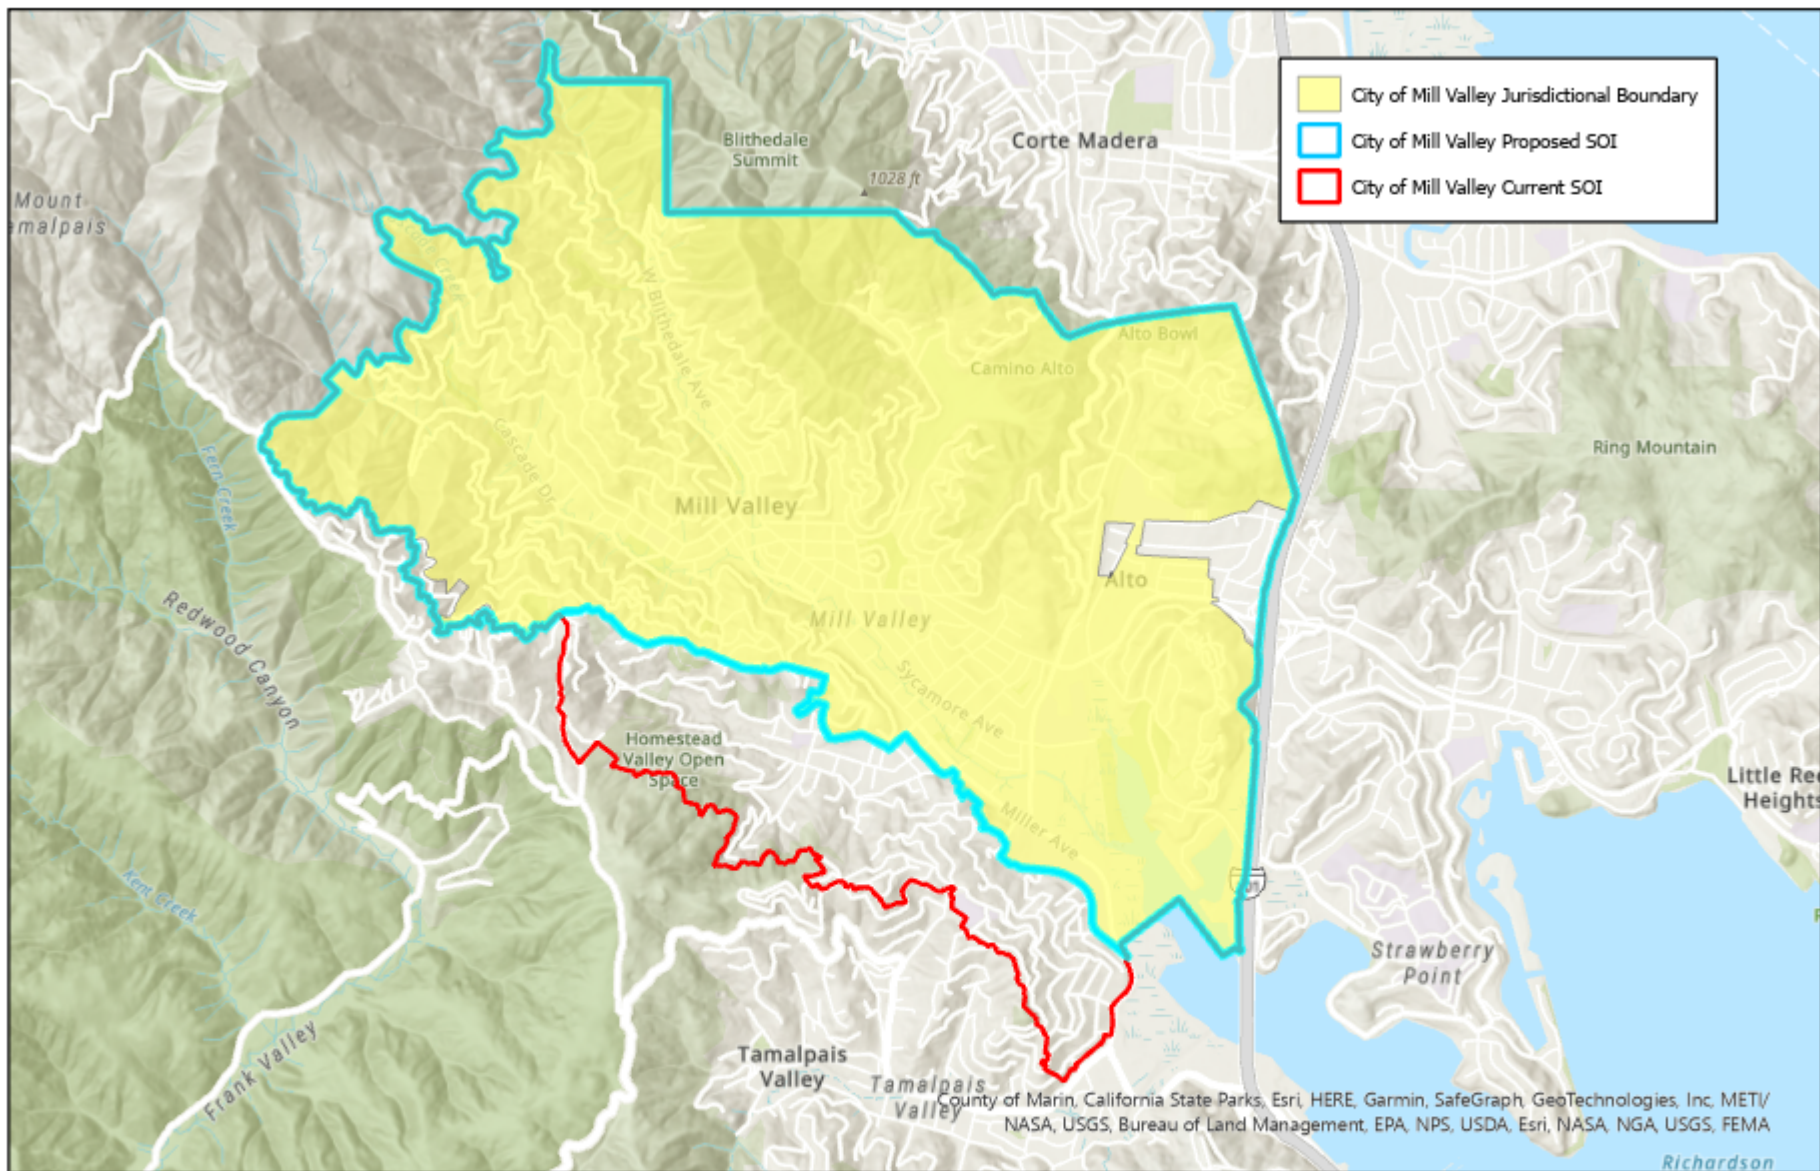 City of Mill Valley Jurisdictional Boundary
City of Mill Valley Proposed SOI
City of Mill Valley Current SOI
Corte Madera
Blithedale
Summit
1028 ft
Mount
amalpais
W Blithedale Ave
Alto Bowl
Camino Alto
Cascade Dr
Ring Mountain
Fern Creek
Mill Valley
Alto
Redwood Canyon
Mill Valley
Sycamore Ave
Homestead
Valley Open
Space
Little Re
Heights
Miller Ave
Kent Creek
Strawberry
Point
Frank Valley
Tamalpais
Valley
Tamalpais
Valley
County of Marin, California State Parks, Esri, HERE, Garmin, SafeGraph, GeoTechnologies, Inc, METI/
NASA, USGS, Bureau of Land Management, EPA, NPS, USDA, Esri, NASA, NGA, USGS, FEMA
Richardson